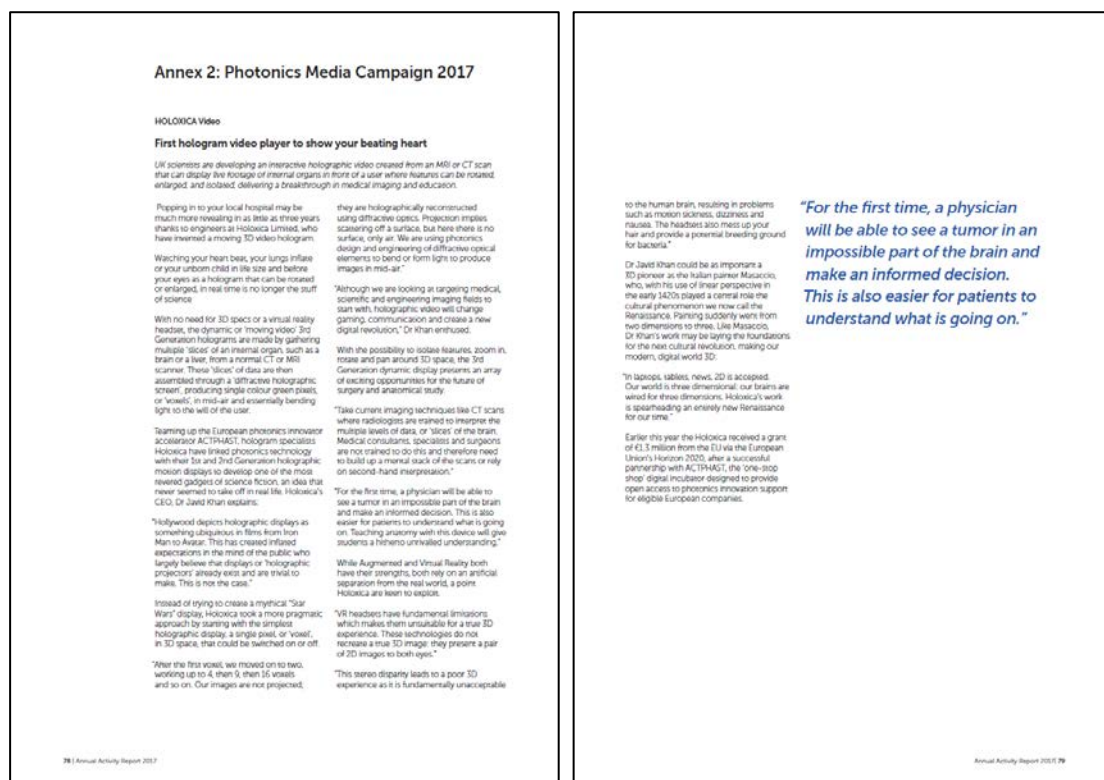 Annex 2: Photonics Media Campaign 2017
HOLOXICA Video
First hologram video player to show your beating heart
UK scientists are developing an interactive holographic video created from an MRI or CT scan
that can display live footage of internal organs in front of a user where features can be rotated,
enlarged, and isolated, delivering a breakthrough in medical imaging and education.
Popping in to your local hospital may be
much more revealing in as little as three years
thanks to engineers at Holoxica Limited, who
have invented a moving 3D video hologram.
Watching your heart beat, your lungs inflate
or your unborn child in life size and before
your eyes as a hologram that can be rotated
or enlarged, in real time is no longer the stuff
of science
With no need for 3D specs or a virtual reality
headset, the dynamic or 'moving video' 3rd
Generation holograms are made by gathering
multiple 'slices' of an internal organ, such as a
brain or a liver, from a normal CT or MRI
scanner. These 'slices' of data are then
assembled through a 'diffractive holographic
screen', producing single colour green pixels,
or 'voxels', in mid-air and essentially bending
light to the will of the user.
Teaming up the European photonics innovator
accelerator ACTPHAST, hologram specialists
Holoxica have linked photonics technology
with their 1st and 2nd Generation holographic
motion displays to develop one of the most
revered gadgets of science fiction, an idea that
never seemed to take off in real life. Holoxica's
CEO, Dr Javid Khan explains:
"Hollywood depicts holographic displays as
something ubiquitous in films from Iron
Man to Avatar. This has created inflated
expectations in the mind of the public who
largely believe that displays or 'holographic
projectors' already exist and are trivial to
make. This is not the case."
Instead of trying to create a mythical "Star
Wars" display, Holoxica took a more pragmatic
approach by starting with the simplest
holographic display, a single pixel, or 'voxel',
in 3D space, that could be switched on or off.
"After the first voxel, we moved on to two,
working up to 4, then 9, then 16 voxels
and so on. Our images are not projected,
they are holographically reconstructed
using diffractive optics. Projection implies
scattering off a surface, but here there is no
surface, only air. We are using photonics
design and engineering of diffractive optical
elements to bend or form light to produce
images in mid-air."
"Although we are looking at targeting medical,
scientific and engineering imaging fields to
start with, holographic video will change
gaming, communication and create a new
digital revolution," Dr Khan enthused.
With the possibility to isolate features, zoom in,
rotate and pan around 3D space, the 3rd
Generation dynamic display presents an array
of exciting opportunities for the future of
surgery and anatomical study.
"Take current imaging techniques like CT scans
where radiologists are trained to interpret the
multiple levels of data, or 'slices' of the brain.
Medical consultants, specialists and surgeons
are not trained to do this and therefore need
to build up a mental stack of the scans or rely
on second-hand interpretation."
"For the first time, a physician will be able to
see a tumor in an impossible part of the brain
and make an informed decision. This is also
easier for patients to understand what is going
on. Teaching anatomy with this device will give
students a hitherto unrivalled understanding."
While Augmented and Virtual Reality both
have their strengths, both rely on an artificial
separation from the real world, a point
Holoxica are keen to exploit.
"VR headsets have fundamental limitations
which makes them unsuitable for a true 3D
experience. These technologies do not
recreate a true 3D image: they present a pair
of 2D images to both eyes."
"This stereo disparity leads to a poor 3D
experience as it is fundamentally unacceptable
78 | Annual Activity Report 2017
to the human brain, resulting in problems
such as motion sickness, dizziness and
nausea. The headsets also mess up your
hair and provide a potential breeding ground
for bacteria."
Dr Javid Khan could be as important a
3D pioneer as the Italian painter Masaccio,
who, with his use of linear perspective in
the early 1420s played a central role the
cultural phenomenon we now call the
Renaissance. Painting suddenly went from
two dimensions to three. Like Masaccio,
Dr Khan's work may be laying the foundations
for the next cultural revolution, making our
modern, digital world 3D:
"In laptops, tablets, news, 2D is accepted.
Our world is three dimensional: our brains are
wired for three dimensions. Holoxica's work
is spearheading an entirely new Renaissance
for our time."
Earlier this year the Holoxica received a grant
of €1.3 million from the EU via the European
Union's Horizon 2020, after a successful
partnership with ACTPHAST, the 'one-stop
shop' digital incubator designed to provide
open access to photonics innovation support
for eligible European companies.
"For the first time, a physician
will be able to see a tumor in an
impossible part of the brain and
make an informed decision.
This is also easier for patients to
understand what is going on."
Annual Activity Report 2017| 79